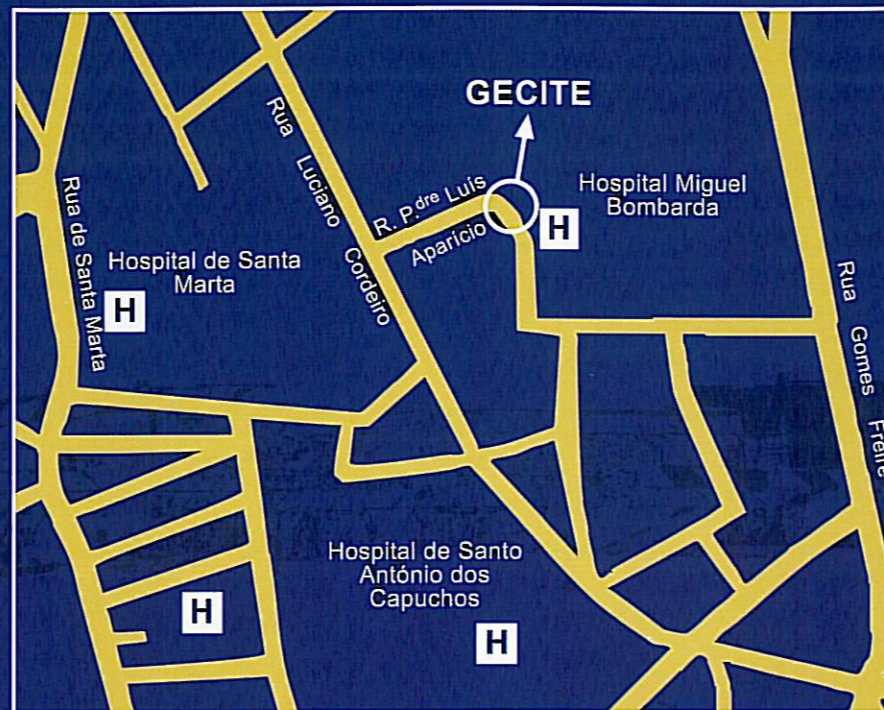 GECITE
Rua Luciano Cordeiro
R. P.dre Luís
Aparício
Hospital Miguel
Bombarda
H
Rua de Santa Marta
Hospital de Santa
Marta
H
Rua Gomes Freire
Hospital de Santo
António dos
Capuchos
H
H